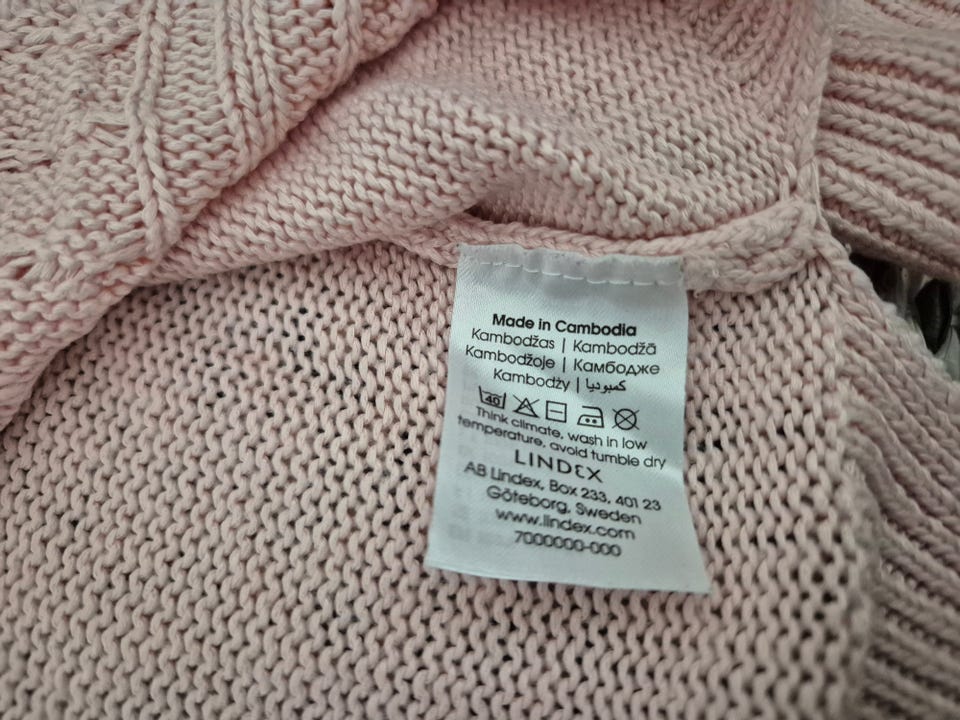 Made in Cambodia
Kambodžas | Kambodžā
Kambodžoje | Камбодже
Kambodży | كمبوديا
40
Think climate, wash in low
temperature, avoid tumble dry
LINDEX
AB Lindex, Box 233, 401 23
Göteborg, Sweden
www.lindex.com
7000000-000